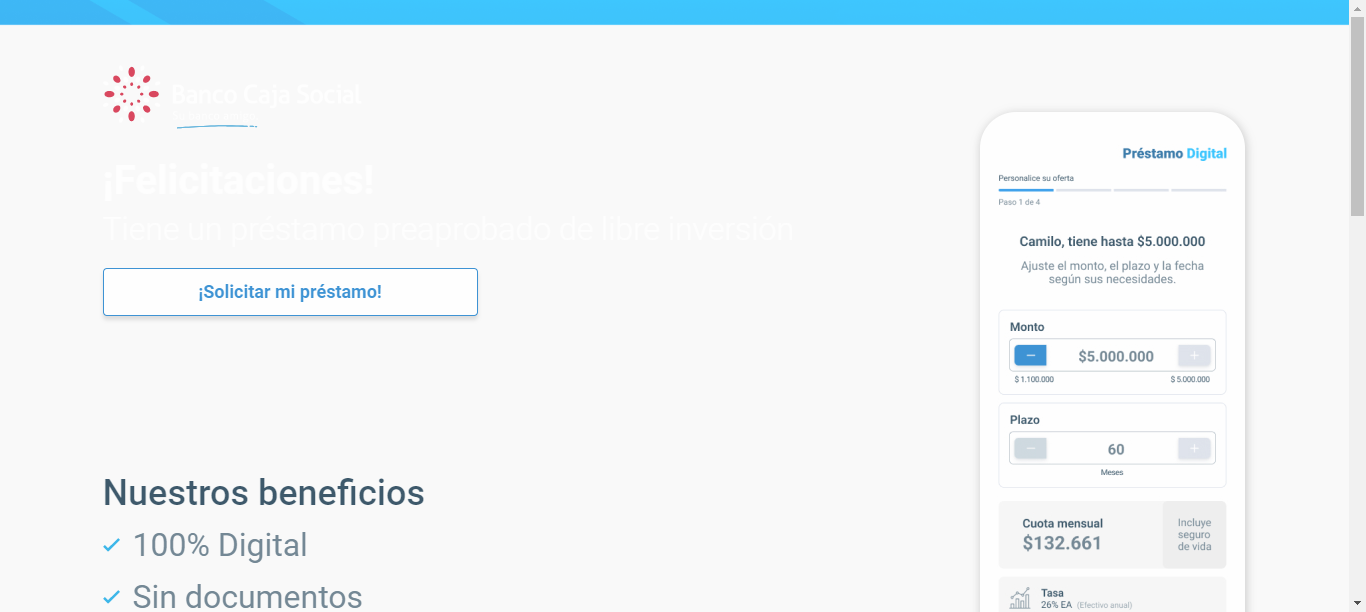 Banco Caja Social
¡Felicitaciones!
Tiene un préstamo preaprobado de libre inversión
¡Solicitar mi préstamo!
Nuestros beneficios
100% Digital
Sin documentos
Préstamo Digital
Personalice su oferta
Paso 1 de 4
Camilo, tiene hasta $5.000.000
Ajuste el monto, el plazo y la fecha
según sus necesidades.
Monto
$5.000.000
$ 1.100.000 $ 5.000.000
Plazo
60
Meses
Cuota mensual
$132.661
Incluye
seguro
de vida
Tasa
26% EA (Efectivo anual)